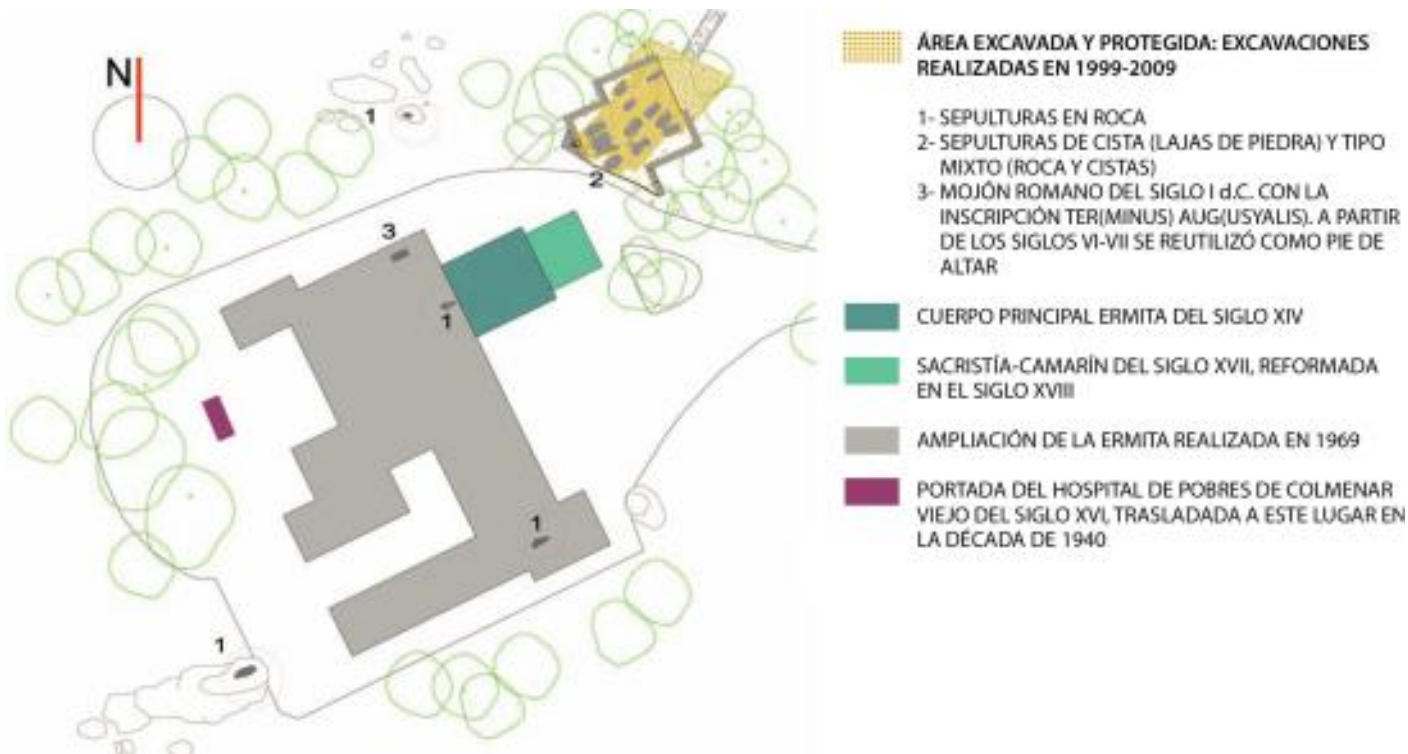 N
1
2
3
1
1
1
ÁREA EXCAVADA Y PROTEGIDA: EXCAVACIONES
REALIZADAS EN 1999-2009
1- SEPULTURAS EN ROCA
2- SEPULTURAS DE CISTA (LAJAS DE PIEDRA) Y TIPO
MIXTO (ROCA Y CISTAS)
3- MOJÓN ROMANO DEL SIGLO I d.C. CON LA
INSCRIPCIÓN TER(MINUS) AUG(USYALIS). A PARTIR
DE LOS SIGLOS VI-VII SE REUTILIZÓ COMO PIE DE
ALTAR
CUERPO PRINCIPAL ERMITA DEL SIGLO XIV
SACRISTÍA-CAMARÍN DEL SIGLO XVII, REFORMADA
EN EL SIGLO XVIII
AMPLIACIÓN DE LA ERMITA REALIZADA EN 1969
PORTADA DEL HOSPITAL DE POBRES DE COLMENAR
VIEJO DEL SIGLO XVI, TRASLADADA A ESTE LUGAR EN
LA DÉCADA DE 1940